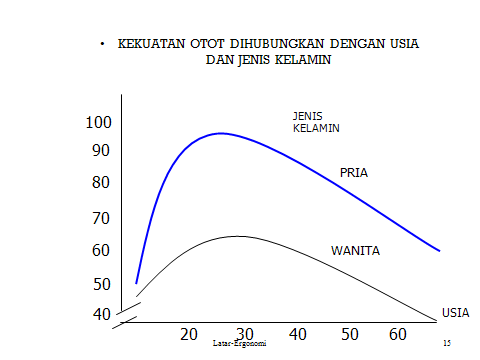 • KEKUATAN OTOT DIHUBUNGKAN DENGAN USIA
DAN JENIS KELAMIN
JENIS
KELAMIN
100
90
80
PRIA
70
60
WANITA
50
40
USIA
20 30 40 50 60
Latar-Ergonomi 15